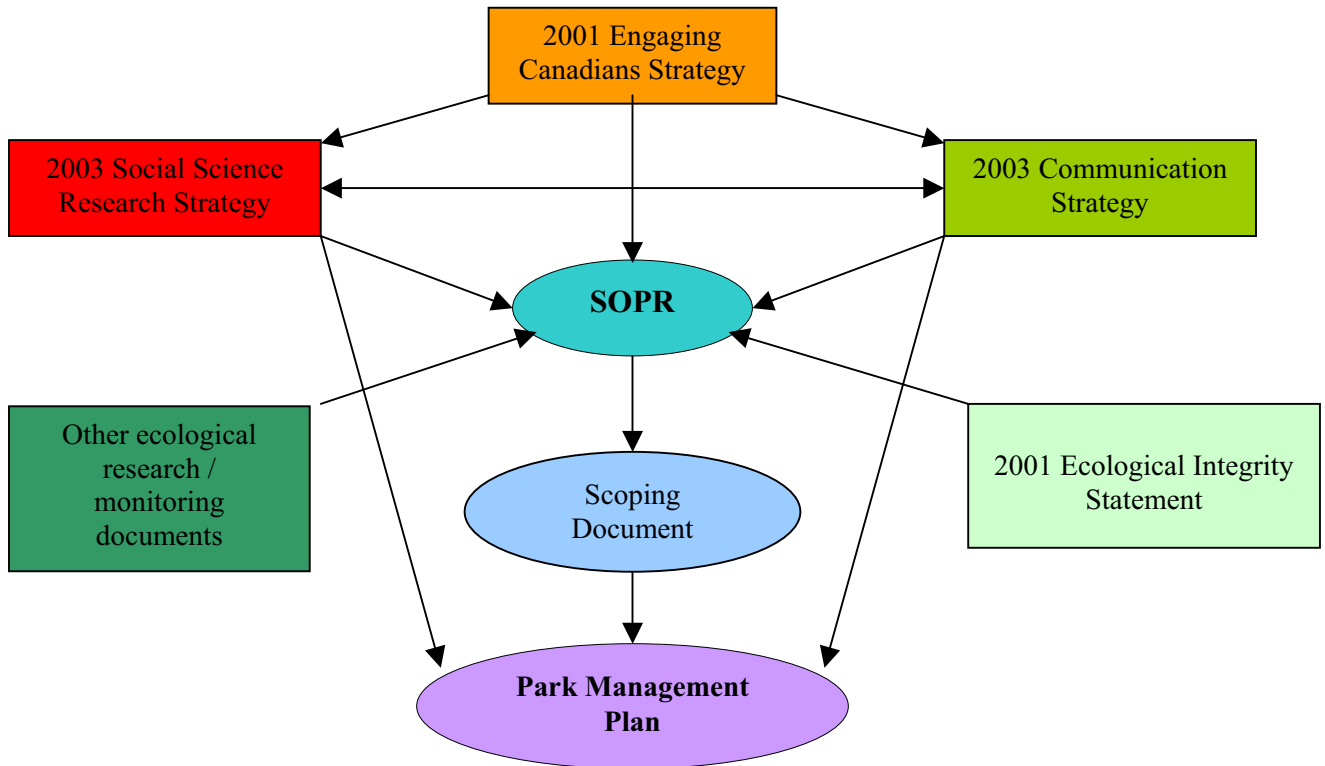 2001 Engaging
Canadians Strategy
2003 Social Science
Research Strategy
2003 Communication
Strategy
SOPR
Other ecological
research /
monitoring
documents
Scoping
Document
2001 Ecological Integrity
Statement
Park Management
Plan